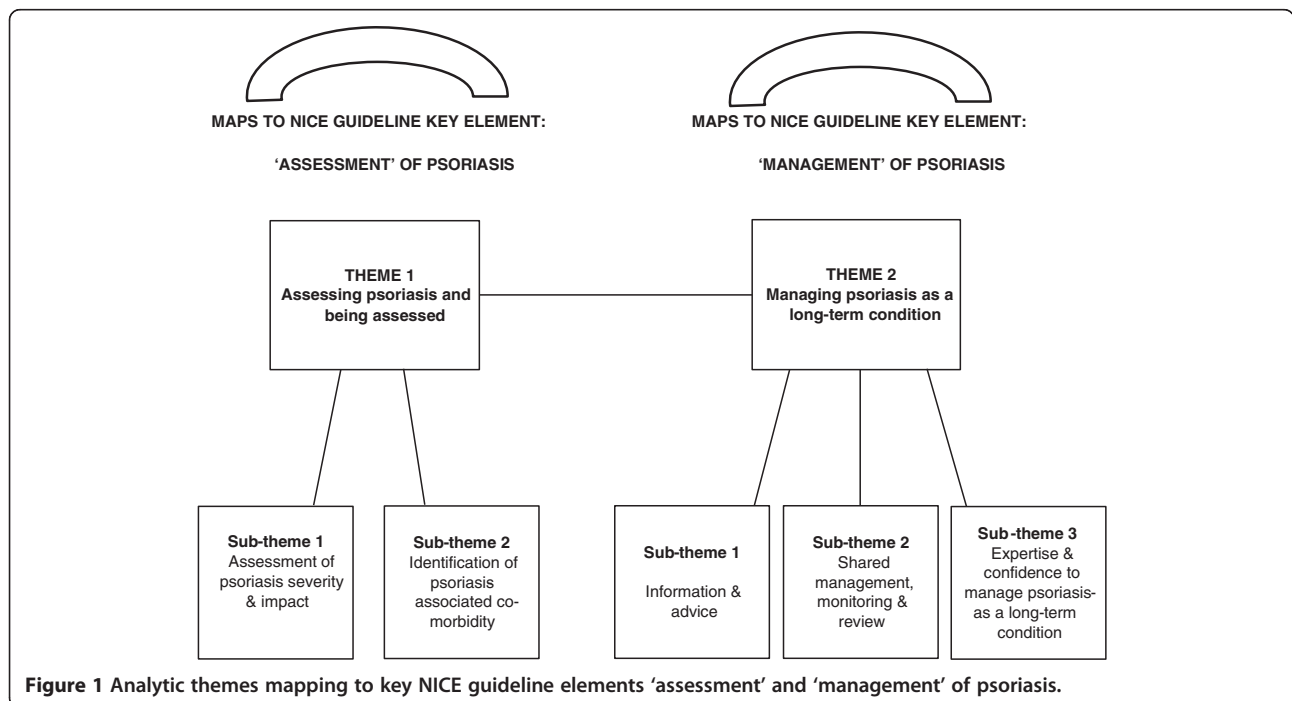 MAPS TO NICE GUIDELINE KEY ELEMENT:
‘ASSESSMENT’ OF PSORIASIS
MAPS TO NICE GUIDELINE KEY ELEMENT:
‘MANAGEMENT’ OF PSORIASIS
THEME 1
Assessing psoriasis and
being assessed
THEME 2
Managing psoriasis as a
long-term condition
Sub-theme 1
Assessment of
psoriasis severity
& impact
Sub-theme 2
Identification of
psoriasis
associated co-
morbidity
Sub-theme 1
Information &
advice
Sub-theme 2
Shared
management,
monitoring &
review
Sub-theme 3
Expertise &
confidence to
manage psoriasis-
as a long-term
condition
Figure 1 Analytic themes mapping to key NICE guideline elements ‘assessment’ and ‘management’ of psoriasis.